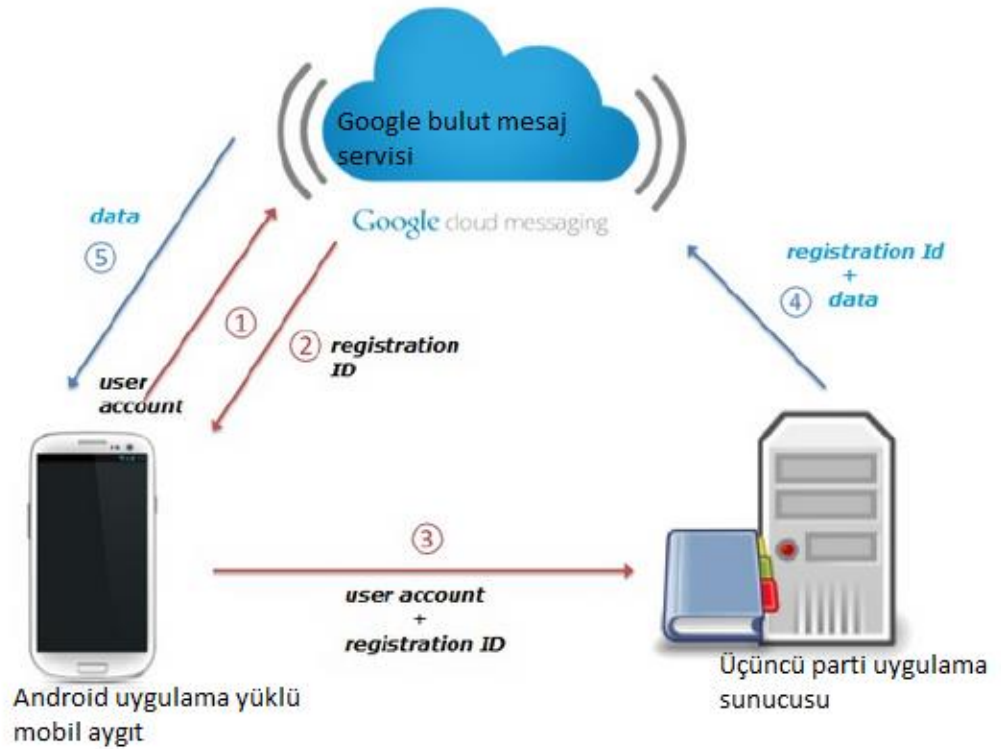 Google bulut mesaj
servisi
Google cloud messaging
data
5
1
2
registration
ID
user
account
registration Id
+
data
4
3
user account
+
registration ID
Android uygulama yüklü
mobil aygıt
Üçüncü parti uygulama
sunucusu